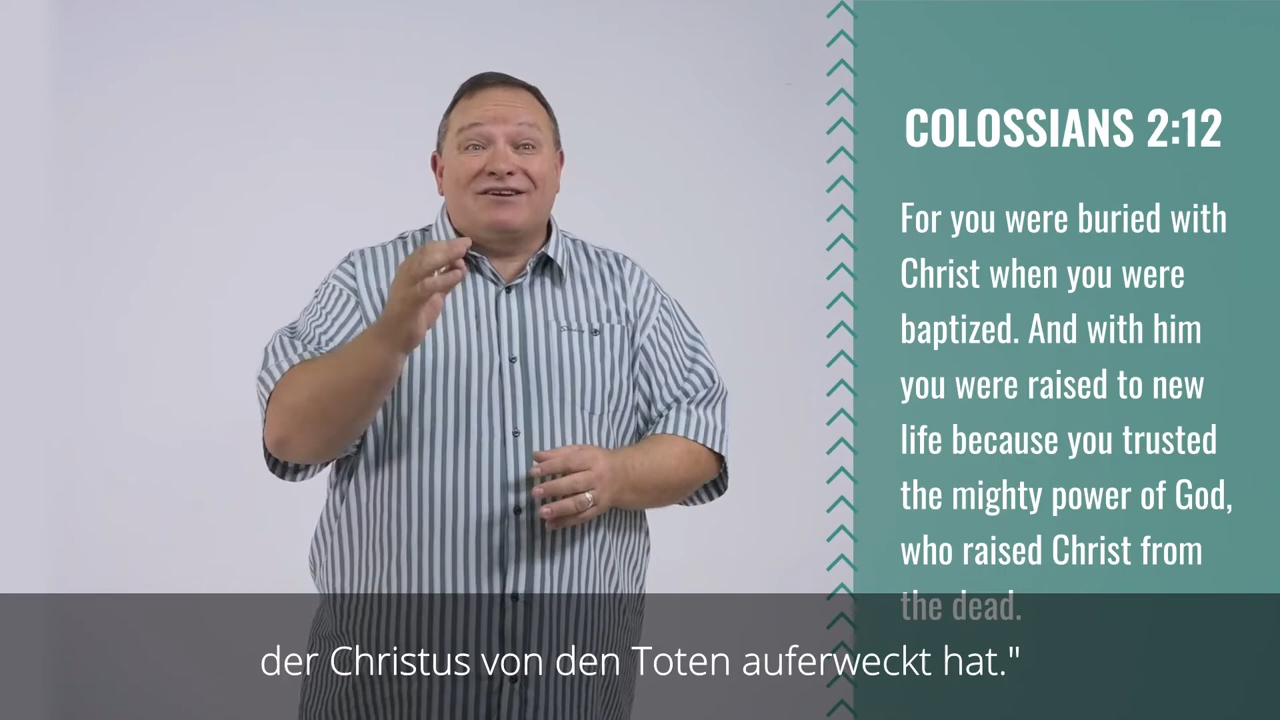 COLOSSIANS 2:12
For you were buried with
Christ when you were
baptized. And with him
you were raised to new
life because you trusted
the mighty power of God,
who raised Christ from
the dead.
der Christus von den Toten auferweckt hat."